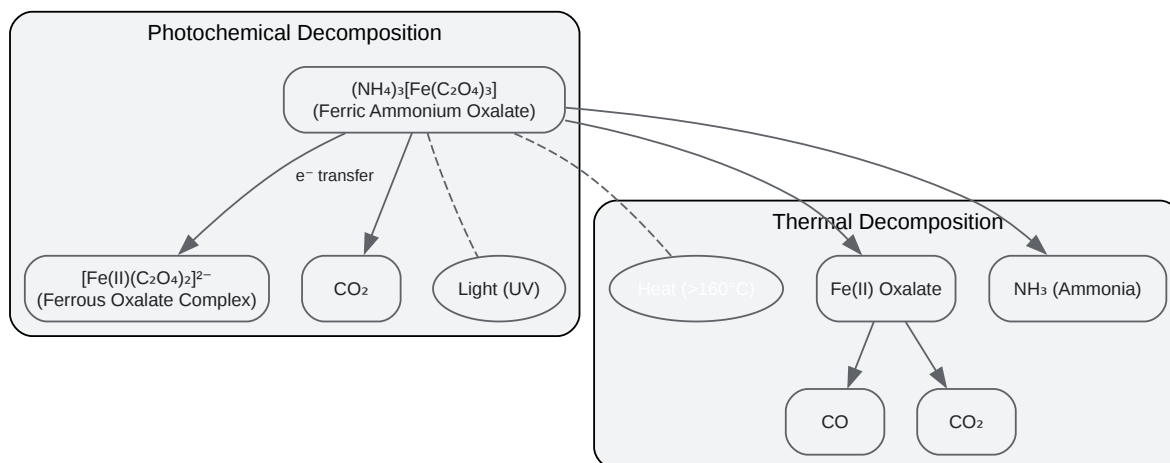 Photochemical Decomposition
(NH₄)₃[Fe(C₂O₄)₃]
(Ferric Ammonium Oxalate)
e⁻ transfer
Thermal Decomposition
[Fe(II)(C₂O₄)₂]²⁻
(Ferrous Oxalate Complex)
CO₂
Light (UV)
Heat (>160°C)
Fe(II) Oxalate
NH₃ (Ammonia)
CO
CO₂